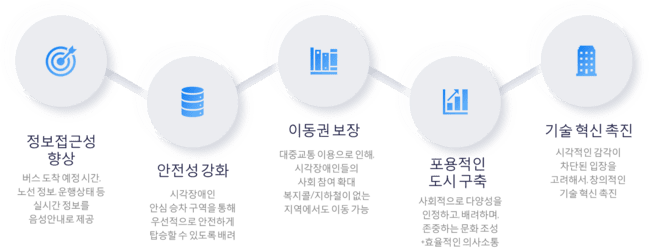 정보접근성
향상
버스 도착 예정 시간,
노선 정보, 운행상태 등
실시간 정보를
음성안내로 제공
안전성 강화
시각장애인
안심 승차 구역을 통해
우선적으로 안전하게
탑승할 수 있도록 배려
이동권 보장
대중교통 이용으로 인해,
시각장애인들의
사회 참여 확대
복지콜/지하철이 없는
지역에서도 이동 가능
포용적인
도시 구축
사회적으로 다양성을
인정하고, 배려하며,
존중하는 문화 조성
+효율적인 의사소통
기술 혁신 촉진
시각적인 감각이
차단된 입장을
고려해서, 창의적인
기술 혁신 촉진